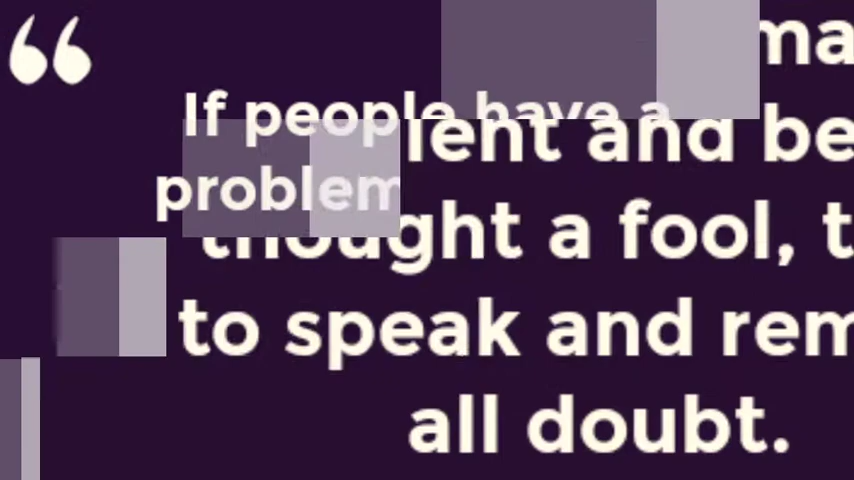 “
ma
If people have a
lent and be
problem
thought a fool, t
to speak and rem
all doubt.